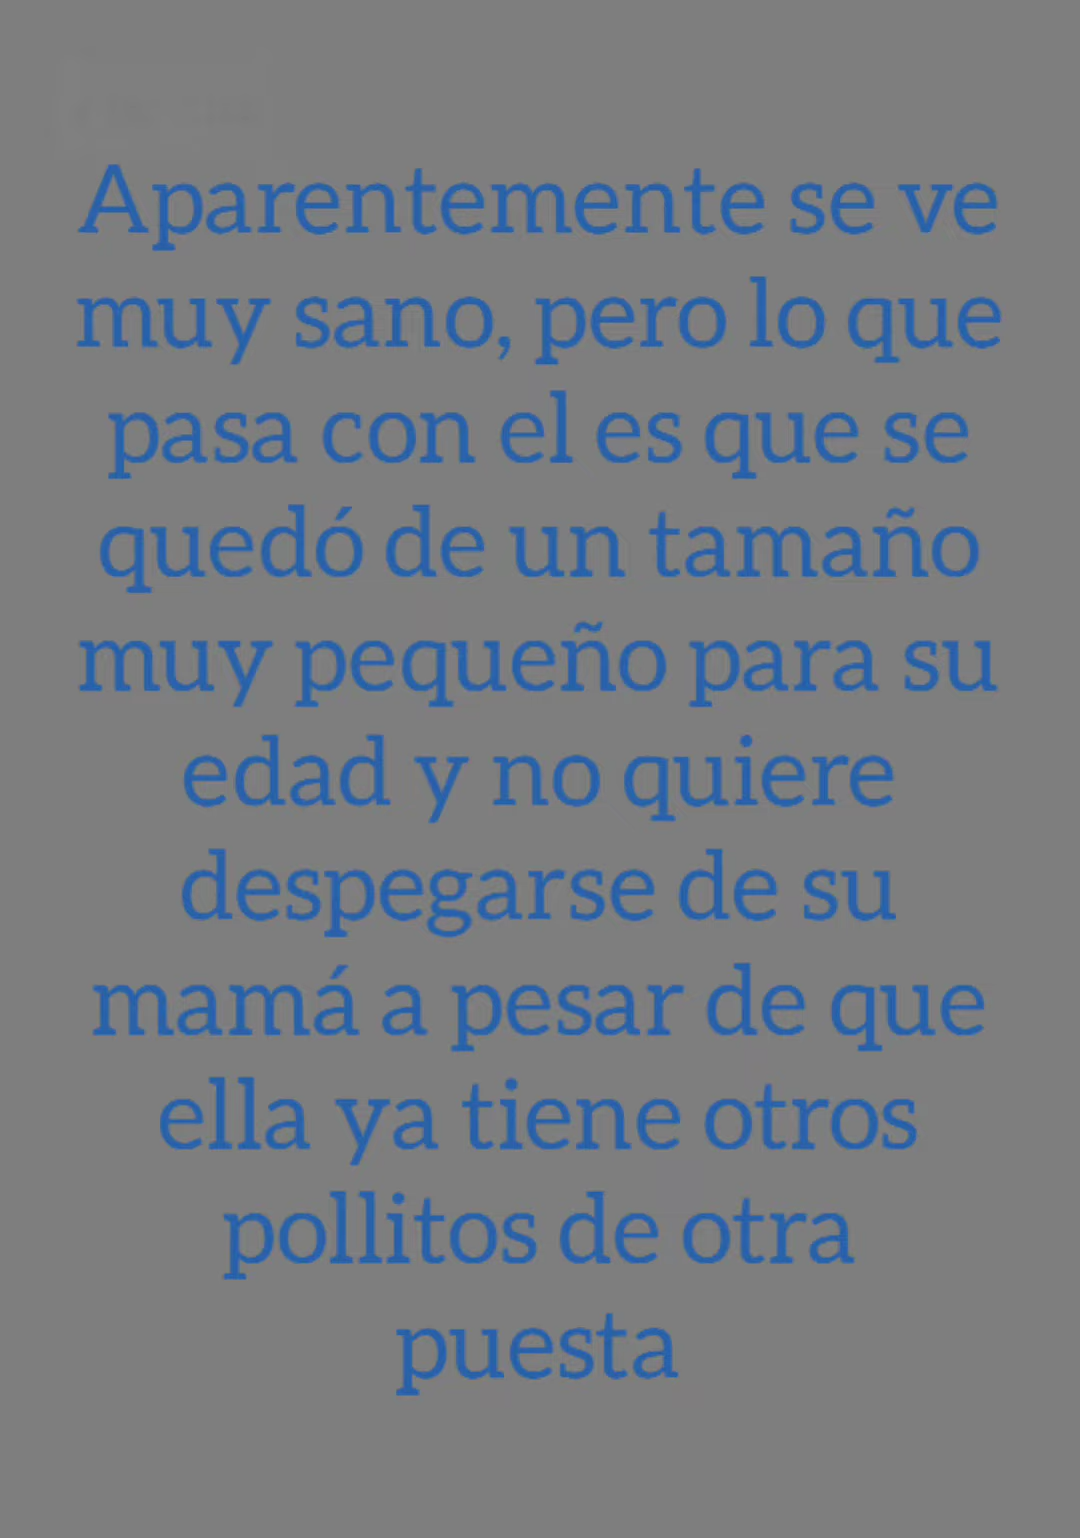 Aparentemente se ve
muy sano, pero lo que
pasa con el es que se
quedó de un tamaño
muy pequeño para su
edad y no quiere
despegarse de su
mamá a pesar de que
ella ya tiene otros
pollitos de otra
puesta